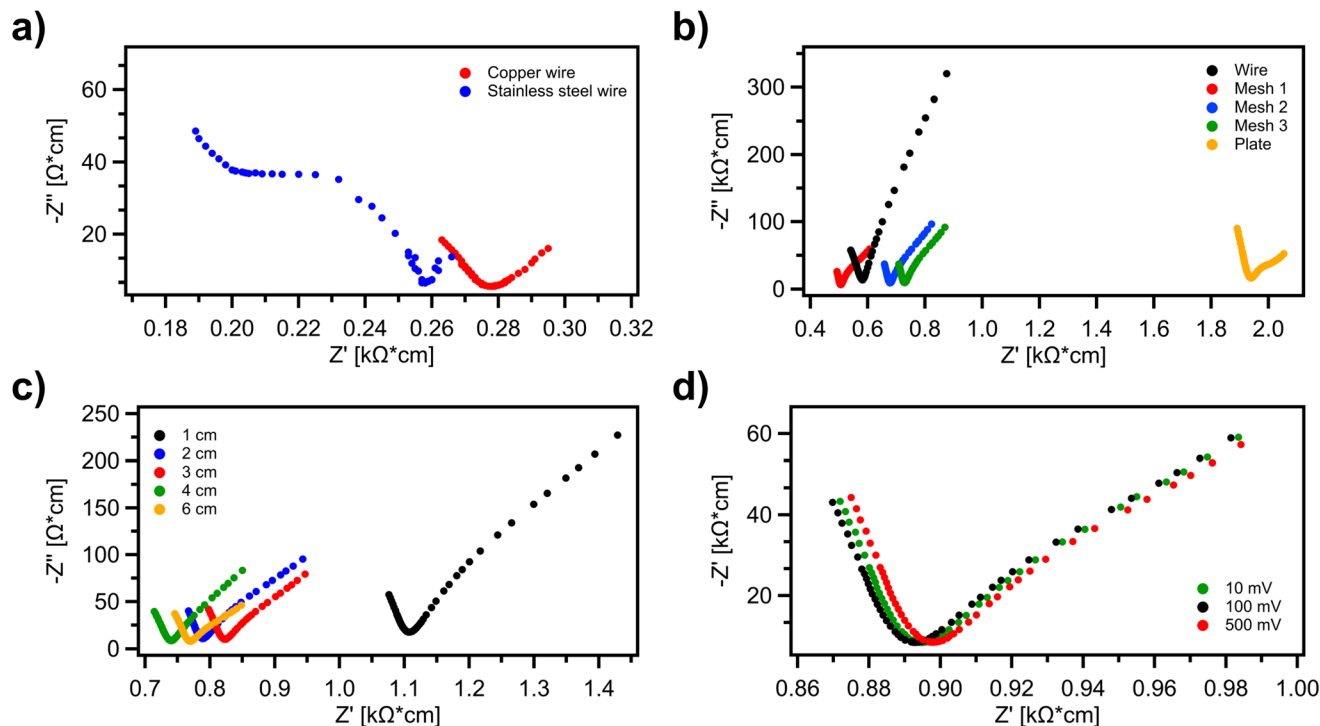 a)
-Z" [Ω*cm]
60
40
20
0.18 0.20 0.22 0.24 0.26 0.28 0.30 0.32
Z' [kΩ*cm]
Copper wire
Stainless steel wire
b)
-Z" [kΩ*cm]
300
200
100
0
0.4 0.6 0.8 1.0 1.2 1.4 1.6 1.8 2.0
Z' [kΩ*cm]
Wire
Mesh 1
Mesh 2
Mesh 3
Plate
c)
-Z" [Ω*cm]
250
200
150
100
50
0
0.7 0.8 0.9 1.0 1.1 1.2 1.3 1.4
Z' [kΩ*cm]
1 cm
2 cm
3 cm
4 cm
6 cm
d)
-Z' [Ω*cm]
60
40
20
0.86 0.88 0.90 0.92 0.94 0.96 0.98 1.00
Z' [kΩ*cm]
10 mV
100 mV
500 mV